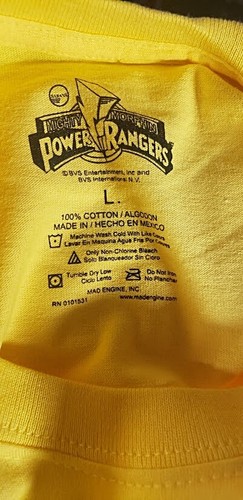 SABAN'S
MIGHTY MORPHIN
POWER RANGERS
© BVS Entertainment, Inc and
BVS International N.V.
L.
100% COTTON / ALGODON
MADE IN / HECHO EN MEXICO
Machine Wash Cold With Like Colors
Lavar En Maquina Agua Fria Por
Only Non-Chlorine Bleach
Solo Blanqueador Sin Cloro
Tumble Dry Low
Ciclo Lento
Do Not Iron
No Planchar
MAD ENGINE, INC
RN 0101531
www.madengine.com